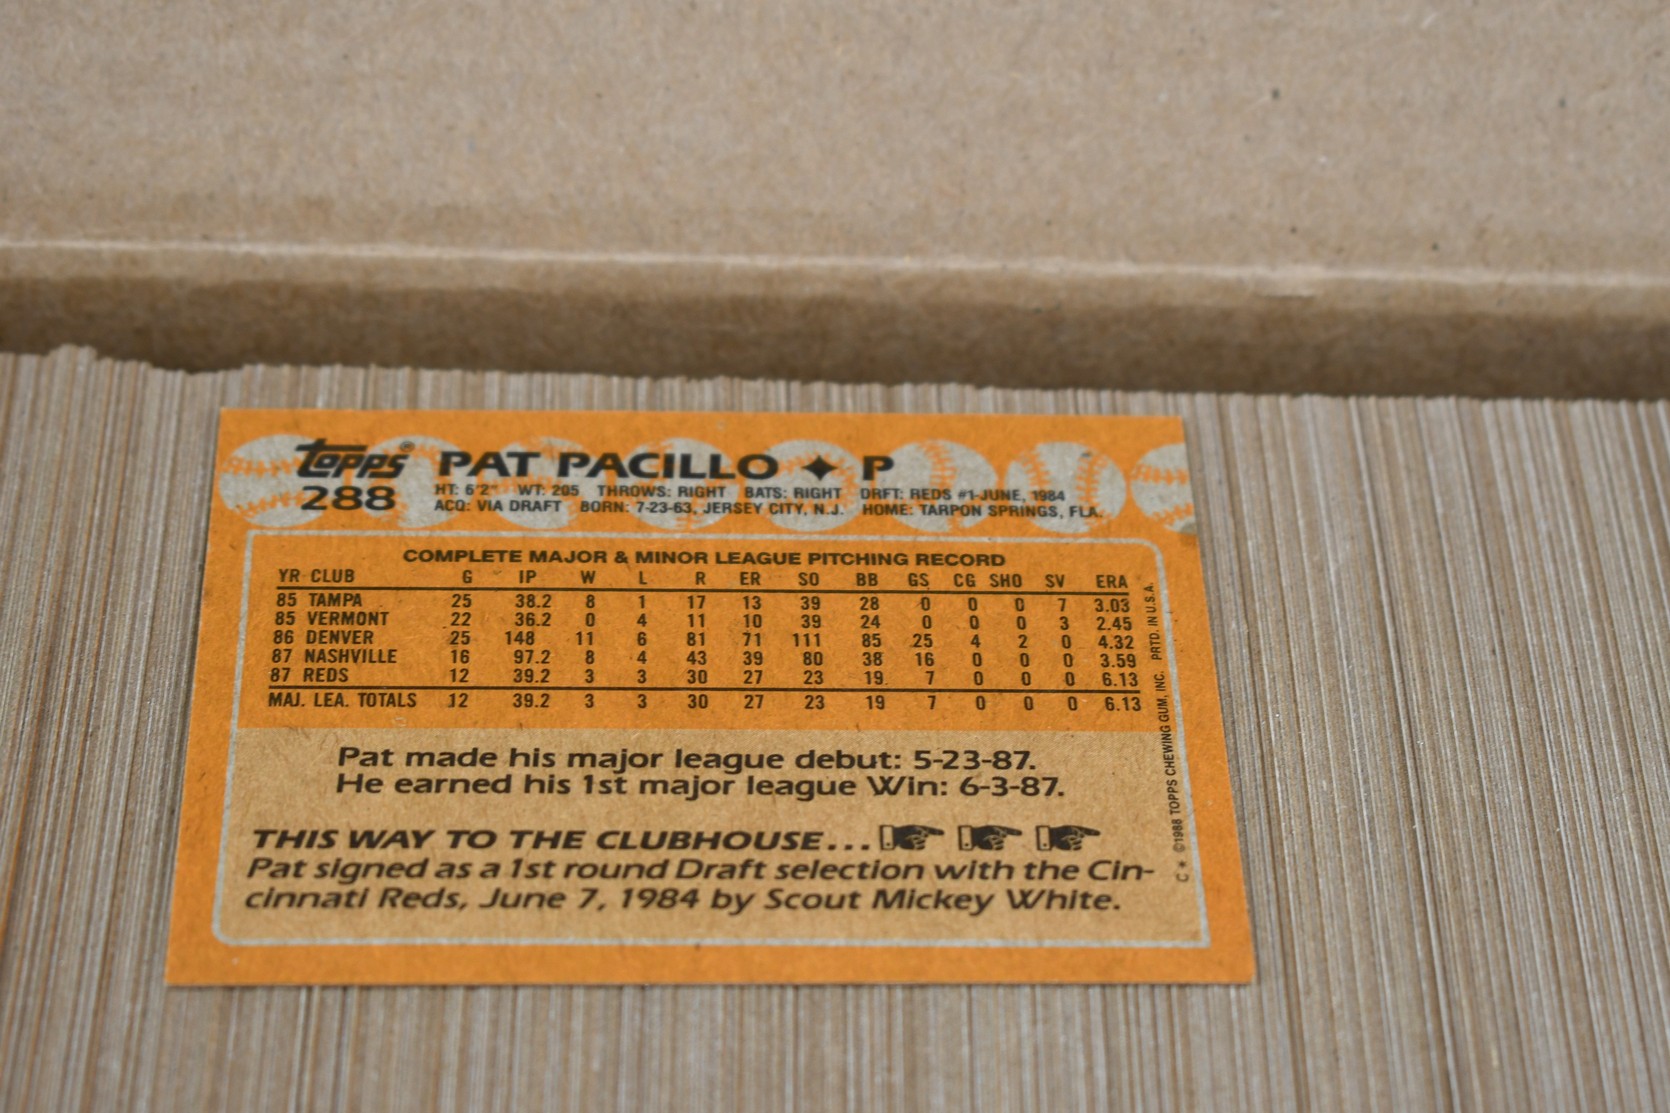 topps® PAT PACILLO ✦ P
288 HT: 6'2" WT: 205 THROWS: RIGHT BATS: RIGHT DRFT: REDS #1-JUNE, 1984
ACQ: VIA DRAFT BORN: 7-23-63, JERSEY CITY, N.J. HOME: TARPON SPRINGS, FLA.
COMPLETE MAJOR & MINOR LEAGUE PITCHING RECORD
YR CLUB G IP W L R ER SO BB GS CG SHO SV ERA
85 TAMPA 25 38.2 8 1 17 13 39 28 0 0 0 7 3.03
85 VERMONT 22 36.2 0 4 11 10 39 24 0 0 0 3 2.45
86 DENVER 25 148 11 6 81 71 111 85 25 4 2 0 4.32
87 NASHVILLE 16 97.2 8 4 43 39 80 38 16 0 0 0 3.59
87 REDS 12 39.2 3 3 30 27 23 19 7 0 0 0 6.13
MAJ. LEA. TOTALS 12 39.2 3 3 30 27 23 19 7 0 0 0 6.13
Pat made his major league debut: 5-23-87.
He earned his 1st major league Win: 6-3-87.
THIS WAY TO THE CLUBHOUSE...
Pat signed as a 1st round Draft selection with the Cin-
cinnati Reds, June 7, 1984 by Scout Mickey White.
C * ©1988 TOPPS CHEWING GUM, INC. PRTD. IN U.S.A.